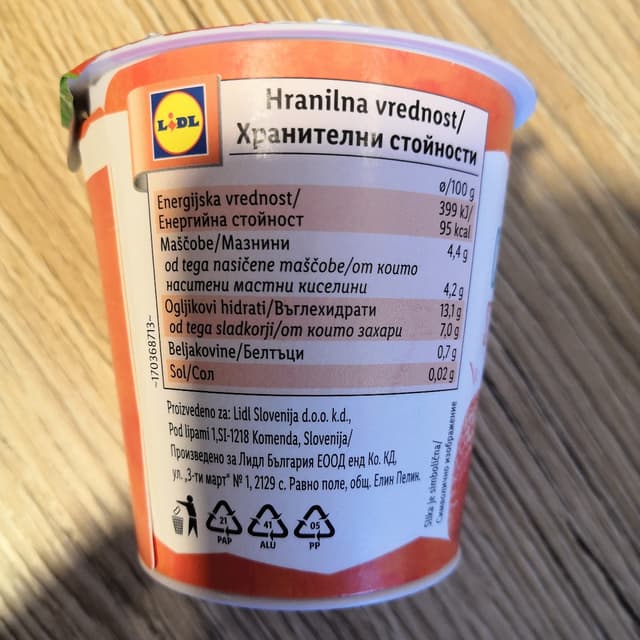 LIDL
Hranilna vrednost/
Хранителни стойности
ø/100 g
Energijska vrednost/
Енергийна стойност
399 kJ/
95 kcal
Maščobe/Мазнини
4,4 g
od tega nasičene maščobe/от които
наситени мастни киселини
4,2 g
Ogljikovi hidrati/Въглехидрати
13,1 g
od tega sladkorji/от които захари
7,0 g
Beljakovine/Белтъци
0,7 g
Sol/Сол
0,02 g
-170368713-
Proizvedeno za: Lidl Slovenija d.o.o. k.d.,
Pod lipami 1,SI-1218 Komenda, Slovenija/
Произведено за Лидл България ЕООД енд Ко. КД,
ул. „3-ти март" № 1, 2129 с. Равно поле, общ. Елин Пелин.
Slika je simbolična/
Символично изображение
21
PAP
41
ALU
05
PP